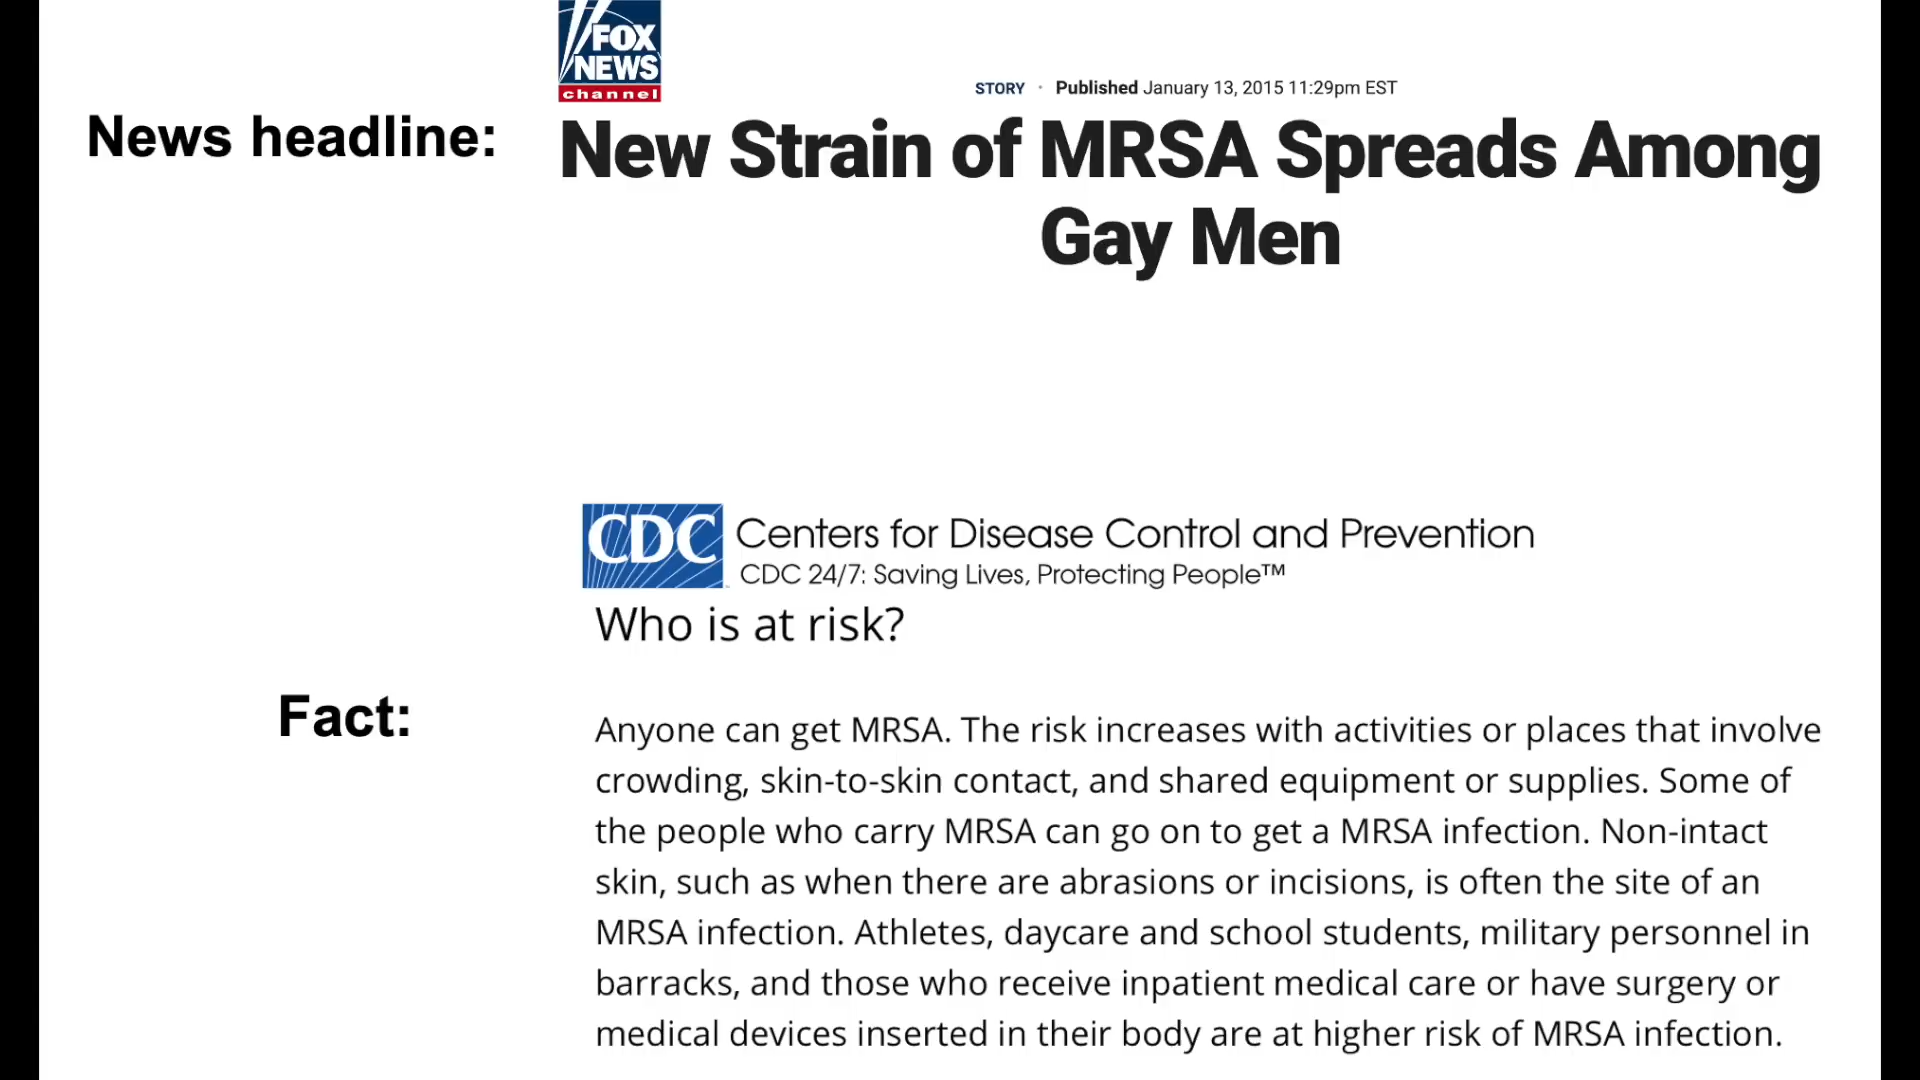 FOX
NEWS
channel
STORY · Published January 13, 2015 11:29pm EST
News headline:
New Strain of MRSA Spreads Among
Gay Men
CDC
Centers for Disease Control and Prevention
CDC 24/7: Saving Lives, Protecting People™
Who is at risk?
Fact:
Anyone can get MRSA. The risk increases with activities or places that involve
crowding, skin-to-skin contact, and shared equipment or supplies. Some of
the people who carry MRSA can go on to get a MRSA infection. Non-intact
skin, such as when there are abrasions or incisions, is often the site of an
MRSA infection. Athletes, daycare and school students, military personnel in
barracks, and those who receive inpatient medical care or have surgery or
medical devices inserted in their body are at higher risk of MRSA infection.